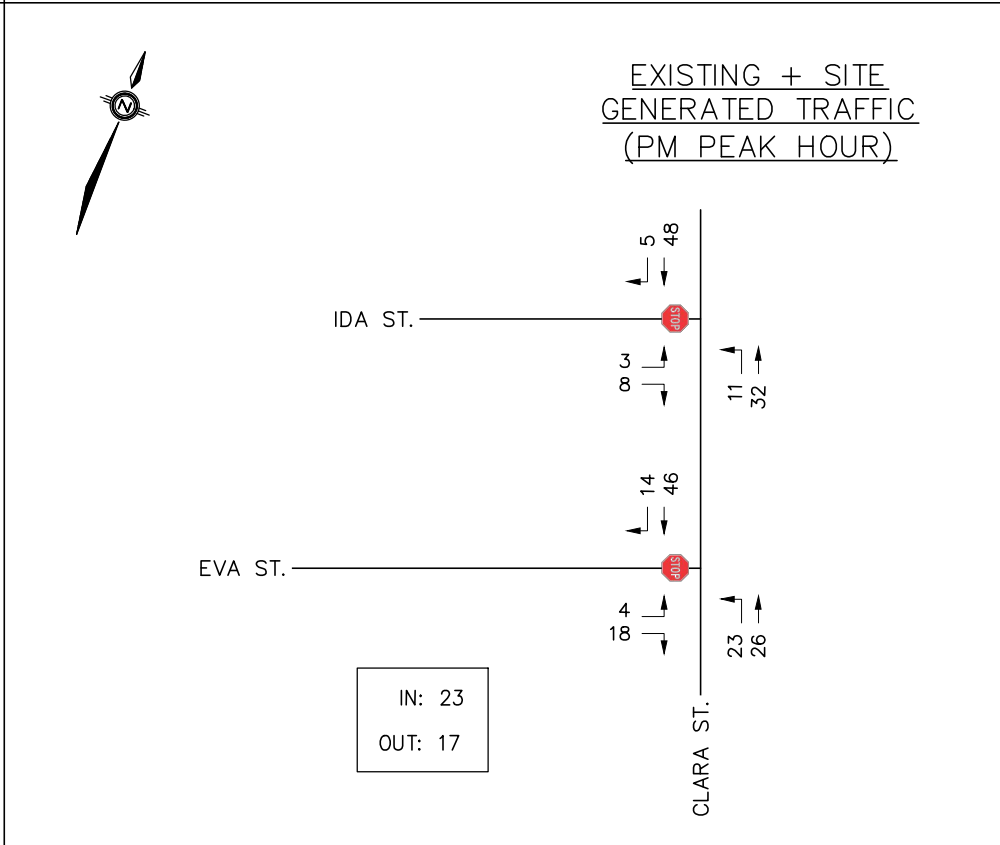 N
EXISTING + SITE
GENERATED TRAFFIC
(PM PEAK HOUR)
5
48
IDA ST.
STOP
3
8
11
32
14
46
EVA ST.
STOP
4
18
23
26
IN: 23
OUT: 17
CLARA ST.